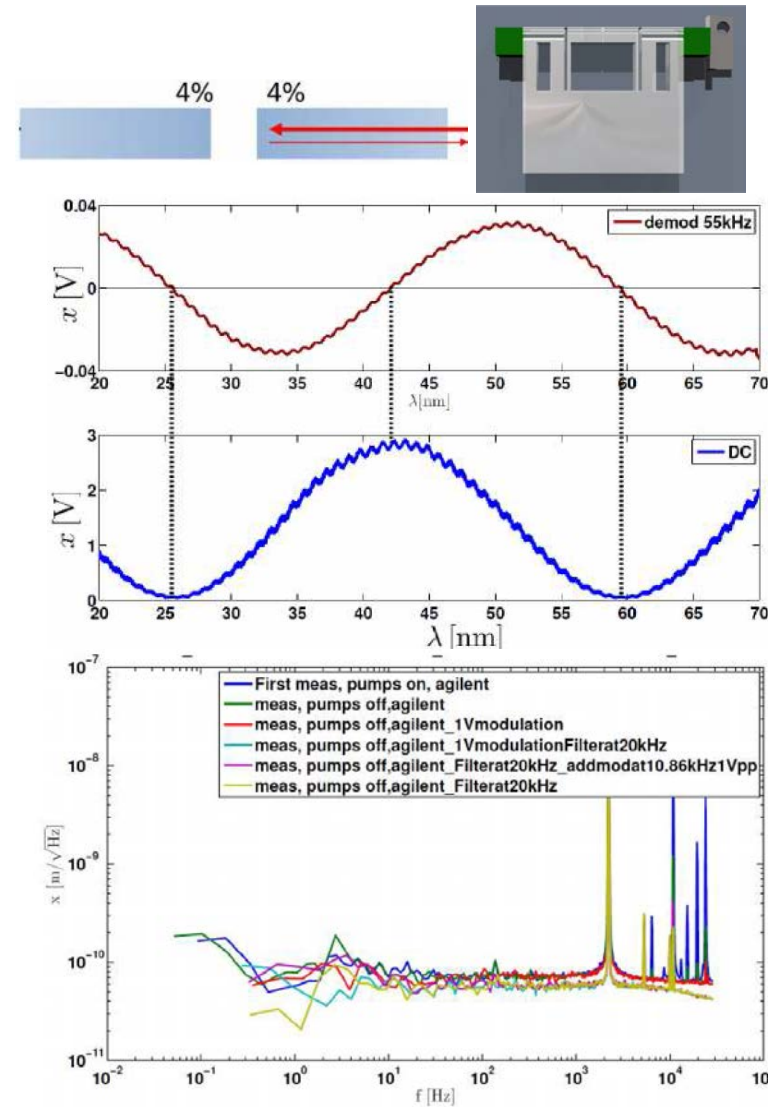 4%
4%
0.04
0
−0.04
x [V]
demod 55kHz
20 25 30 35 40 45 50 55 60 65 70
λ[nm]
3
2
1
0
x [V]
DC
20 25 30 35 40 45 50 55 60 65 70
λ [nm]
10⁻⁷
10⁻⁸
10⁻⁹
10⁻¹⁰
10⁻¹¹
x [m/√Hz]
First meas, pumps on, agilent
meas, pumps off,agilent
meas, pumps off,agilent_1Vmodulation
meas, pumps off,agilent_1VmodulationFilterat20kHz
meas, pumps off,agilent_Filterat20kHz_addmodat10.86kHz1Vpp
meas, pumps off,agilent_Filterat20kHz
10⁻² 10⁻¹ 10⁰ 10¹ 10² 10³ 10⁴
f [Hz]